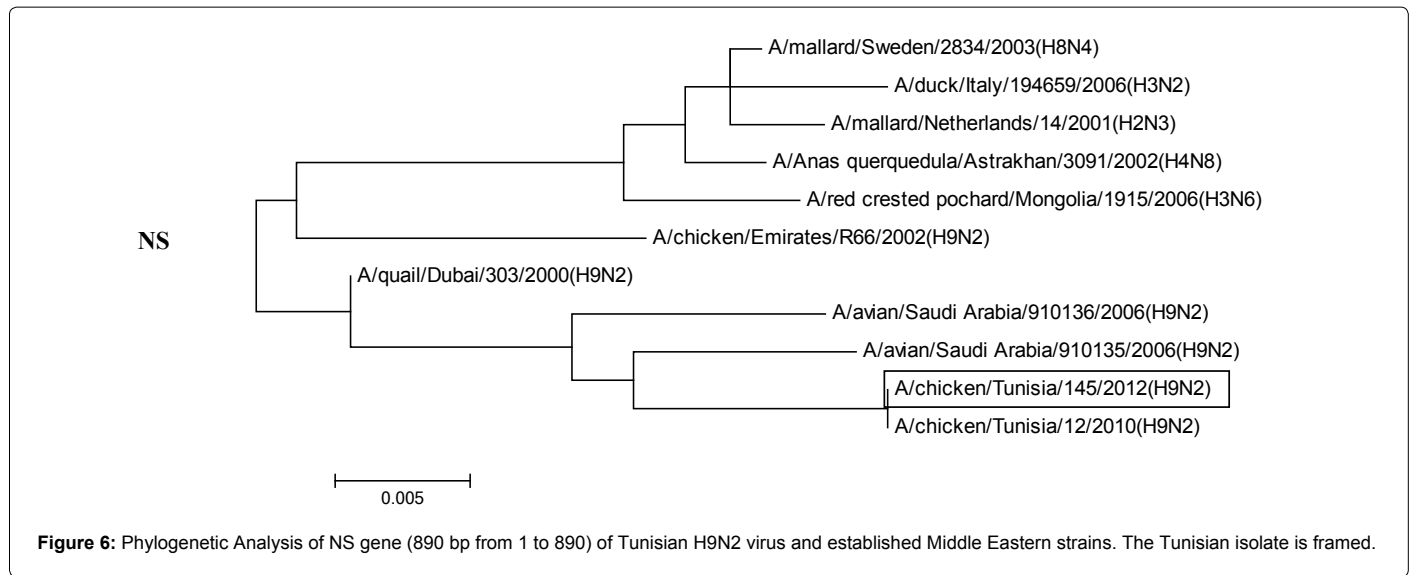 A/mallard/Sweden/2834/2003(H8N4)
A/duck/Italy/194659/2006(H3N2)
A/mallard/Netherlands/14/2001(H2N3)
A/Anas querquedula/Astrakhan/3091/2002(H4N8)
A/red crested pochard/Mongolia/1915/2006(H3N6)
A/chicken/Emirates/R66/2002(H9N2)
NS
A/quail/Dubai/303/2000(H9N2)
A/avian/Saudi Arabia/910136/2006(H9N2)
A/avian/Saudi Arabia/910135/2006(H9N2)
A/chicken/Tunisia/145/2012(H9N2)
A/chicken/Tunisia/12/2010(H9N2)
0.005
Figure 6: Phylogenetic Analysis of NS gene (890 bp from 1 to 890) of Tunisian H9N2 virus and established Middle Eastern strains. The Tunisian isolate is framed.